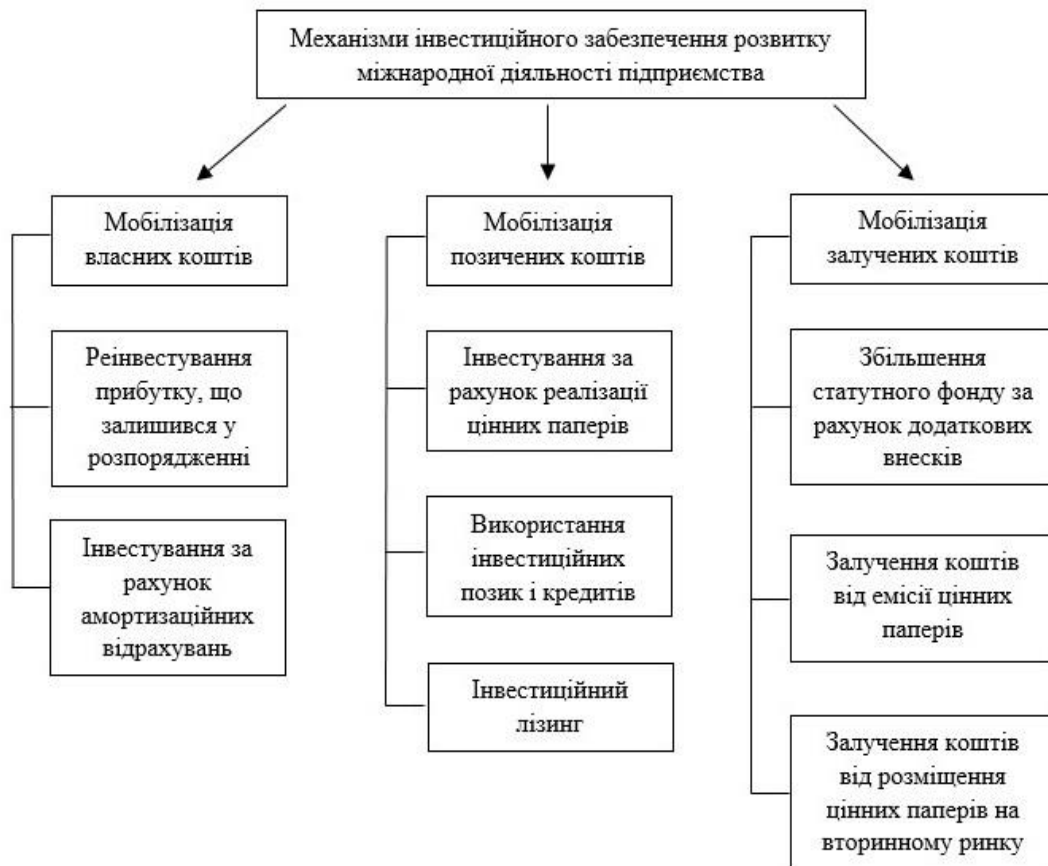 Механізми інвестиційного забезпечення розвитку
міжнародної діяльності підприємства
Мобілізація
власних коштів
Реінвестування
прибутку, що
залишився у
розпорядженні
Інвестування за
рахунок
амортизаційних
відрахувань
Мобілізація
позичених коштів
Інвестування за
рахунок реалізації
цінних паперів
Використання
інвестиційних
позик і кредитів
Інвестиційний
лізинг
Мобілізація
залучених коштів
Збільшення
статутного фонду за
рахунок додаткових
внесків
Залучення коштів
від емісії цінних
паперів
Залучення коштів
від розміщення
цінних паперів на
вторинному ринку